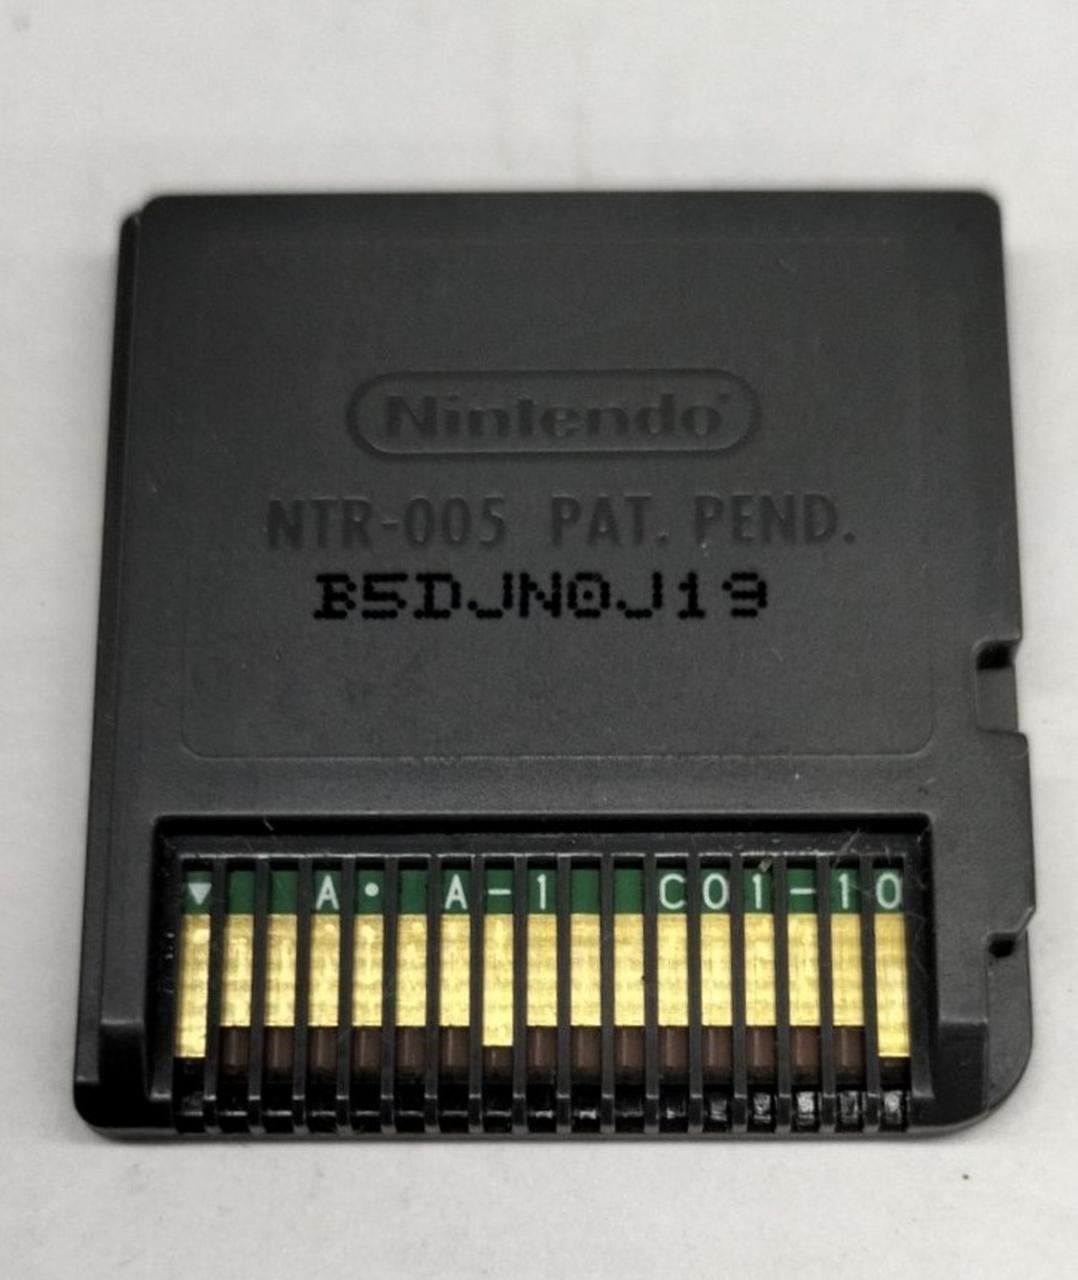 Nintendo®
NTR-005 PAT. PEND.
B5DJN0J19
▼ A• A-1 C01-10